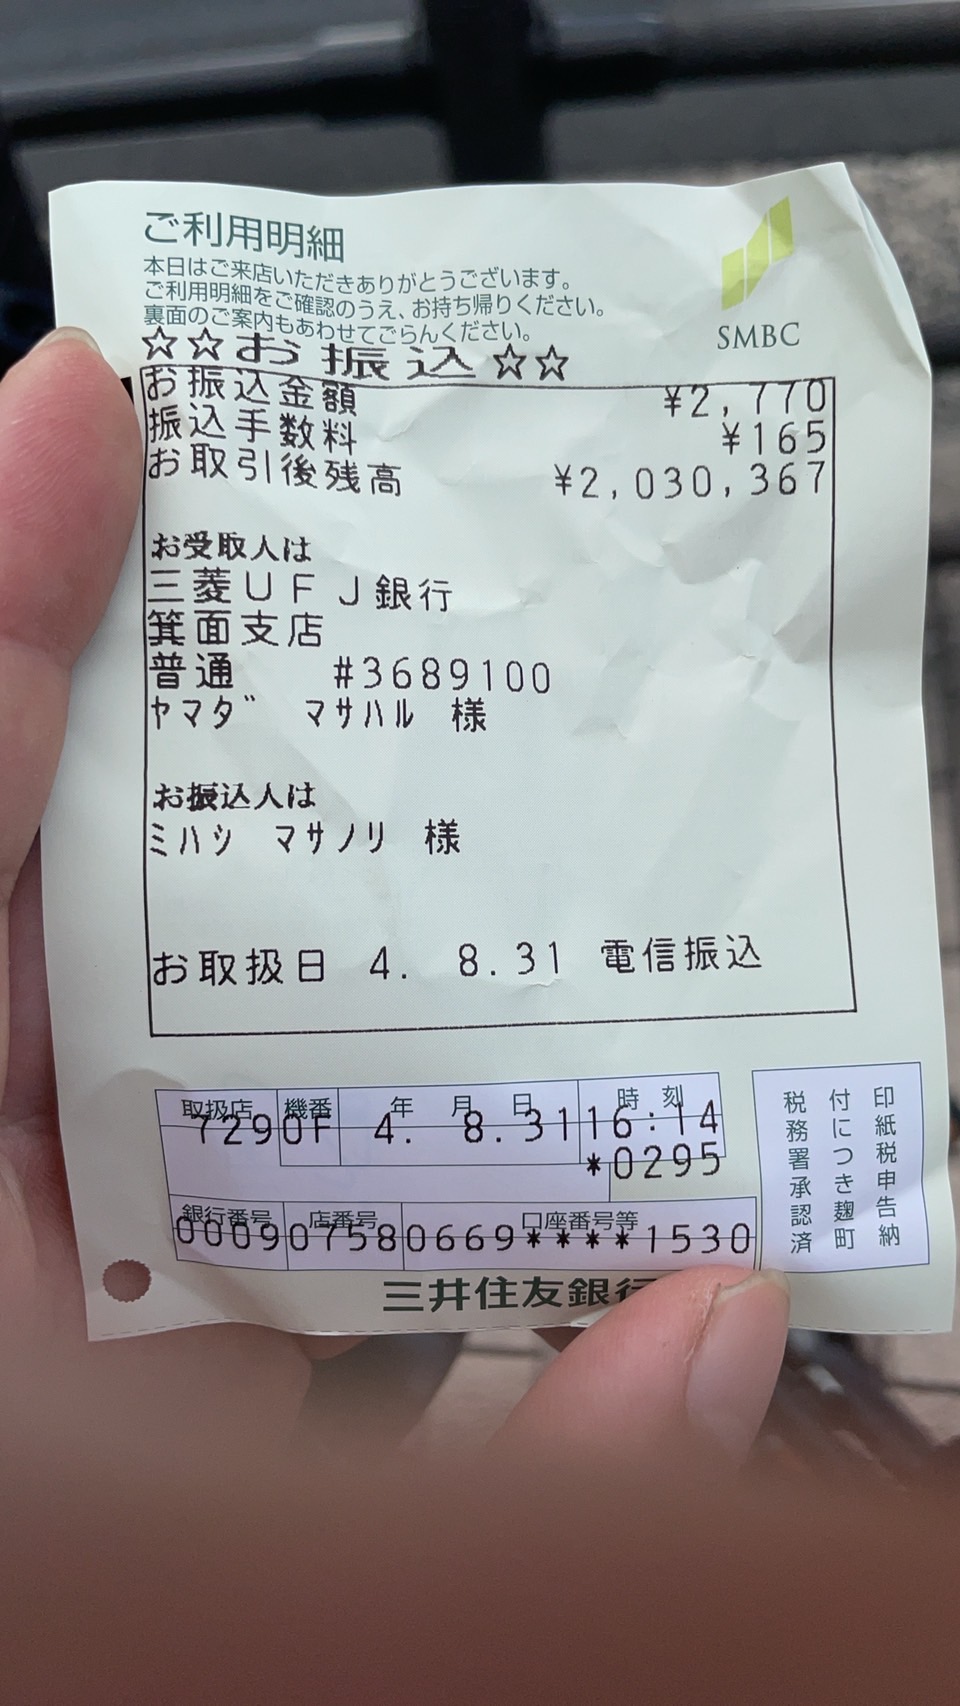 ご利用明細
本日はご来店いただきありがとうございます。
ご利用明細をご確認のうえ、お持ち帰りください。
裏面のご案内もあわせてごらんください。
SMBC
☆☆お振込☆☆
お振込金額 ¥2,770
振込手数料 ¥165
お取引後残高 ¥2,030,367
お受取人は
三菱UFJ銀行
箕面支店
普通 #3689100
ヤマダ マサハル 様
お振込人は
ミハシ マサノリ 様
お取扱日 4. 8.31 電信振込
取扱店 機番 年 月 日 時刻
7290F 4. 8.31 16:14
*0295
銀行番号 店番号 口座番号等
0009 0758 0669****1530
印紙税申告納
付につき麹町
税務署承認済
三井住友銀行